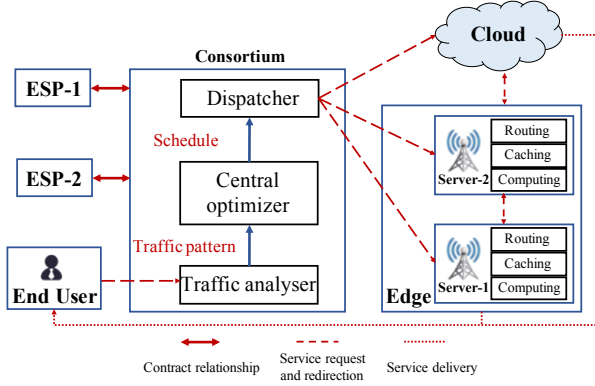 Cloud
Consortium
ESP-1
Dispatcher
Schedule
Routing
Caching
Server-2
Computing
ESP-2
Central
optimizer
Traffic pattern
Routing
Caching
Server-1
Computing
End User
Traffic analyser
Edge
Contract relationship
Service request
and redirection
Service delivery